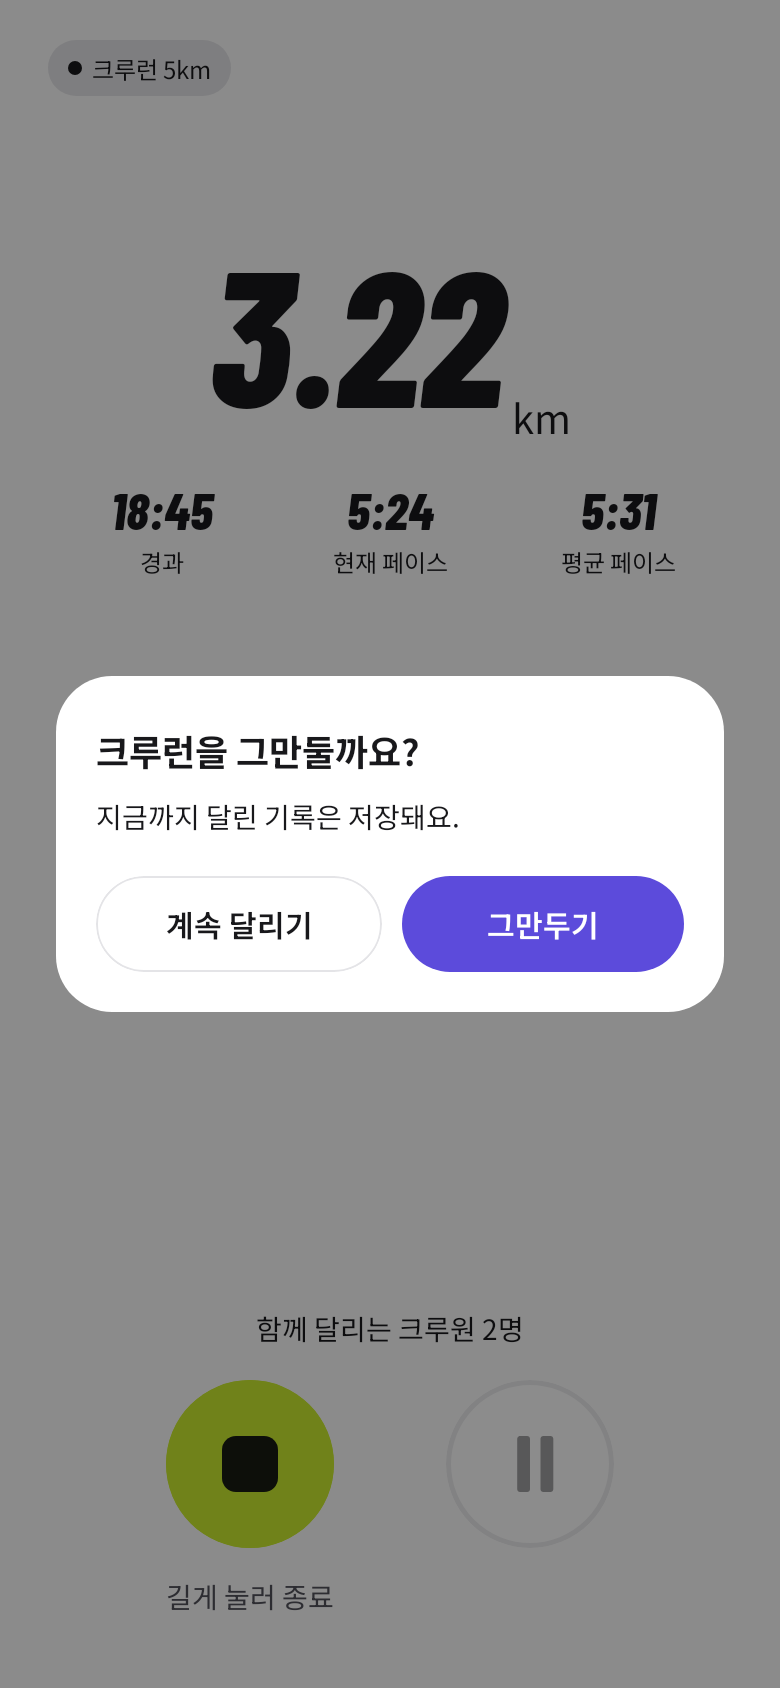 크루런 5km
3.22 km
18:45 5:24 5:31
경과 현재 페이스 평균 페이스
크루런을 그만둘까요?
지금까지 달린 기록은 저장돼요.
계속 달리기 그만두기
함께 달리는 크루원 2명
길게 눌러 종료